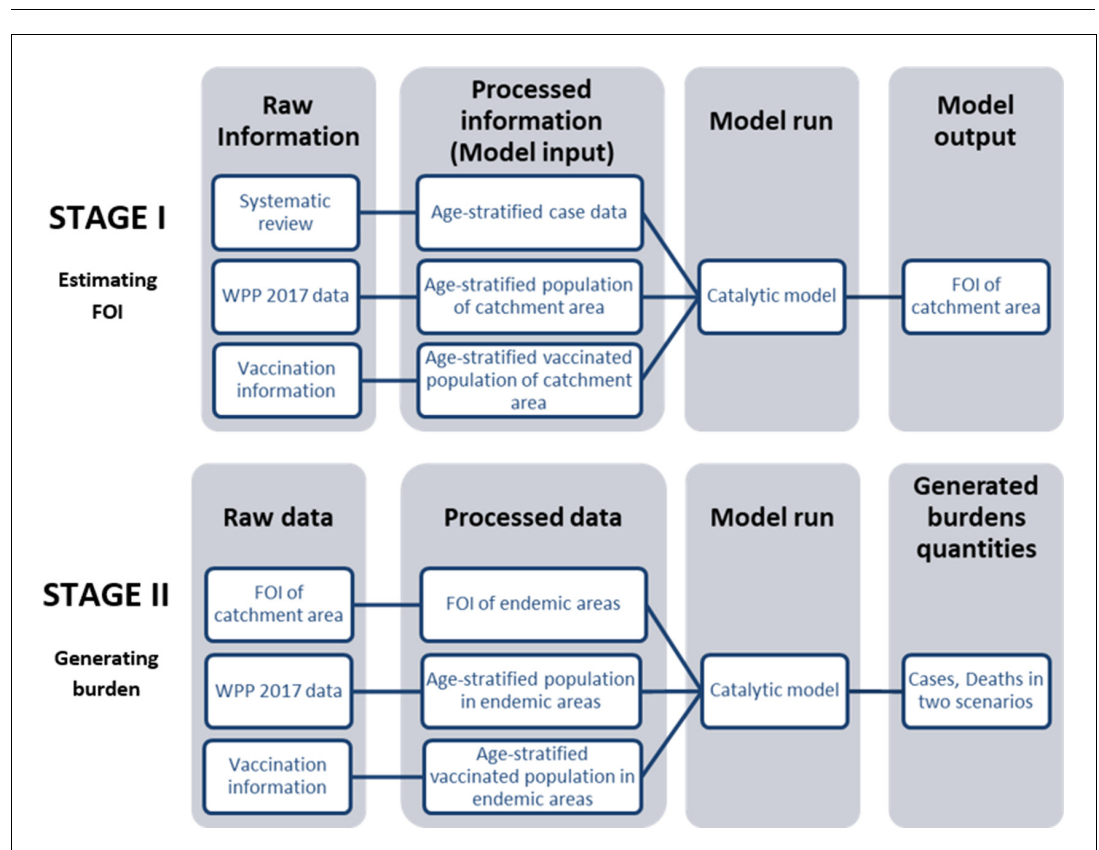 Raw
Information
Processed
information
(Model input)
Model run
Model
output
STAGE I
Estimating
FOI
Systematic
review
Age-stratified case data
WPP 2017 data
Age-stratified population
of catchment area
Catalytic model
FOI of
catchment area
Vaccination
information
Age-stratified vaccinated
population of catchment
area
Raw data
Processed data
Model run
Generated
burdens
quantities
STAGE II
Generating
burden
FOI of
catchment area
FOI of endemic areas
WPP 2017 data
Age-stratified population
in endemic areas
Catalytic model
Cases, Deaths in
two scenarios
Vaccination
information
Age-stratified
vaccinated population in
endemic areas